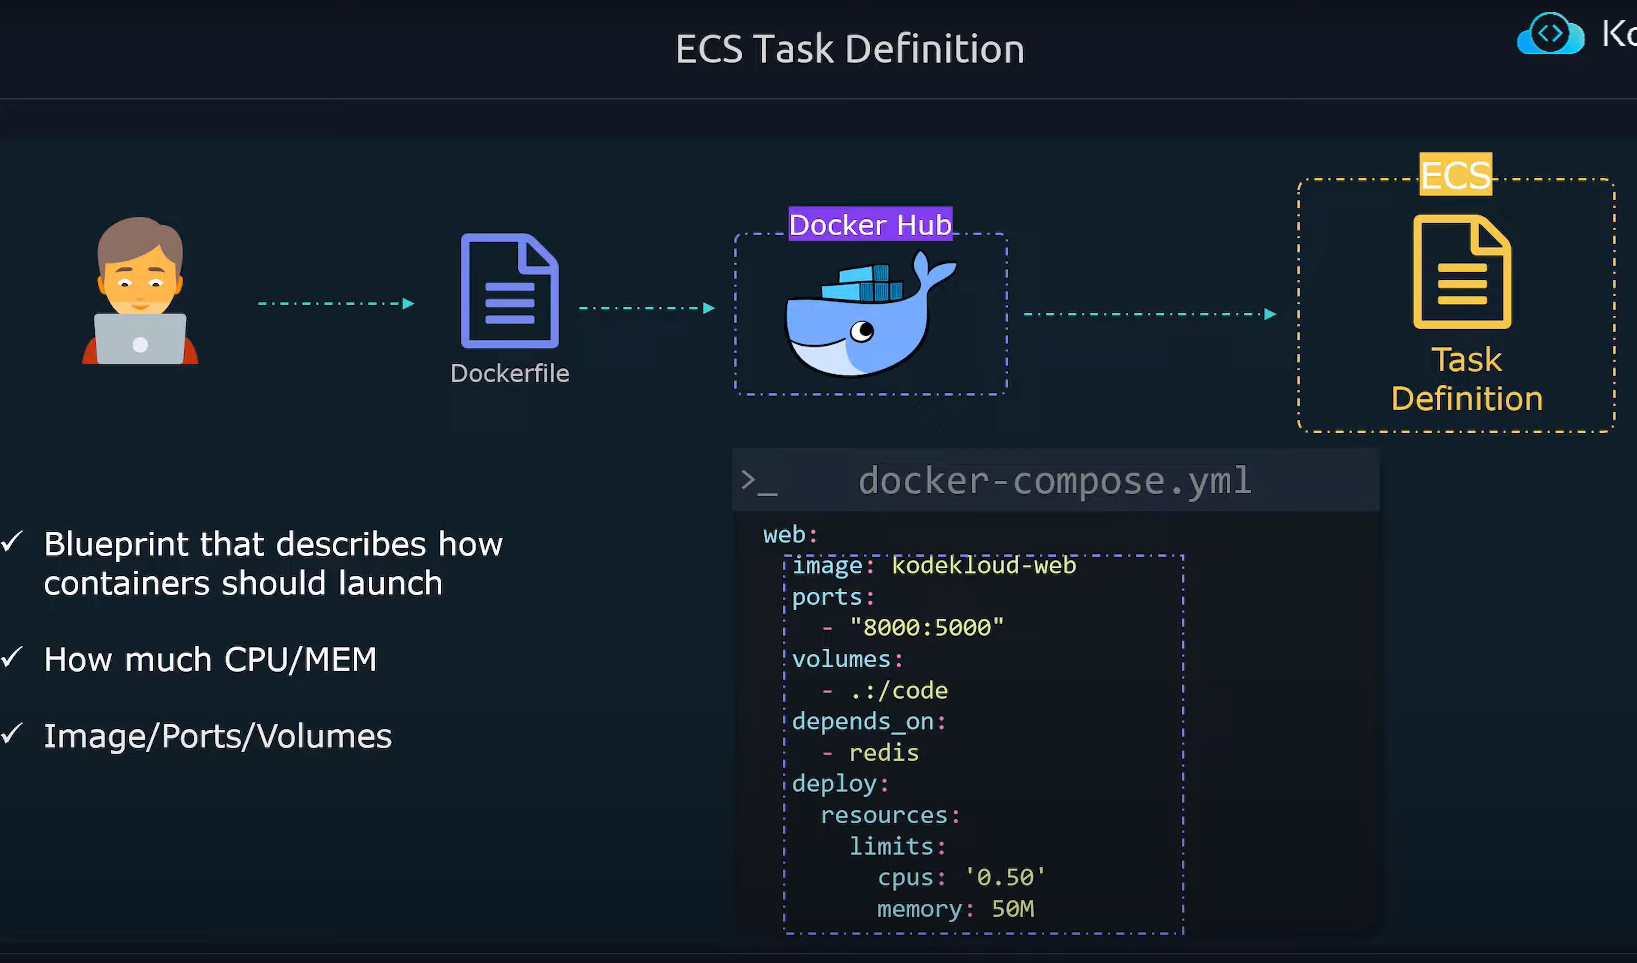 ECS Task Definition
Ko
ECS
Docker Hub
Dockerfile
Task
Definition
>_ docker-compose.yml
✓ Blueprint that describes how
containers should launch
✓ How much CPU/MEM
✓ Image/Ports/Volumes
web:
image: kodekloud-web
ports:
- "8000:5000"
volumes:
- .:/code
depends_on:
- redis
deploy:
resources:
limits:
cpus: '0.50'
memory: 50M